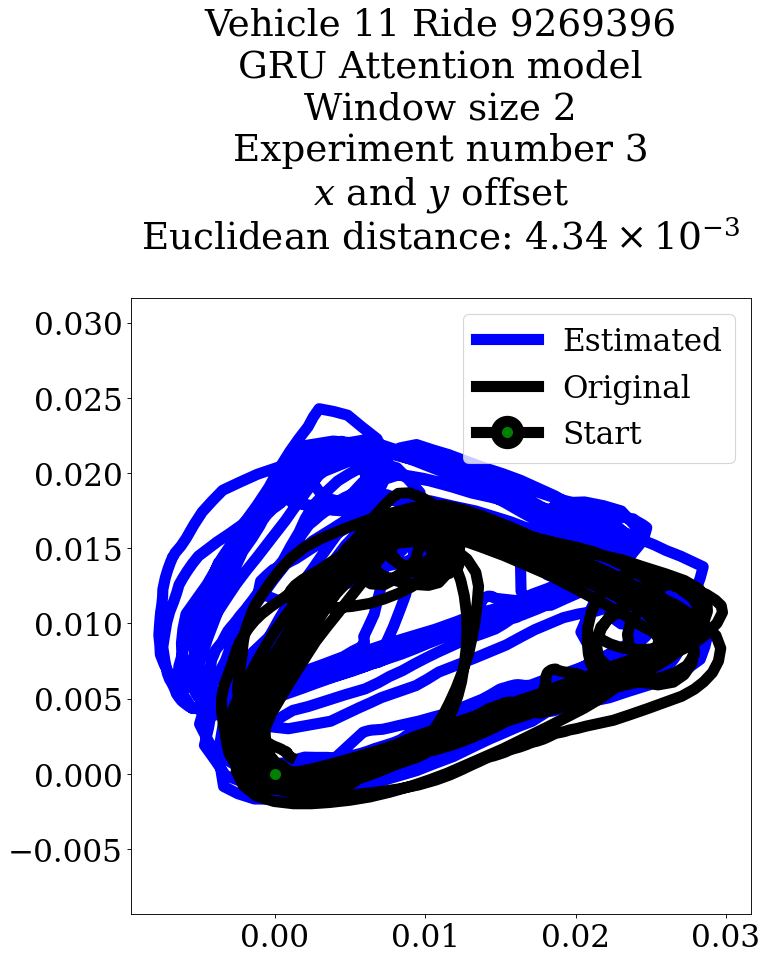 Vehicle 11 Ride 9269396
GRU Attention model
Window size 2
Experiment number 3
x and y offset
Euclidean distance: 4.34 × 10⁻³
Estimated
Original
Start
0.030
0.025
0.020
0.015
0.010
0.005
0.000
−0.005
0.00 0.01 0.02 0.03